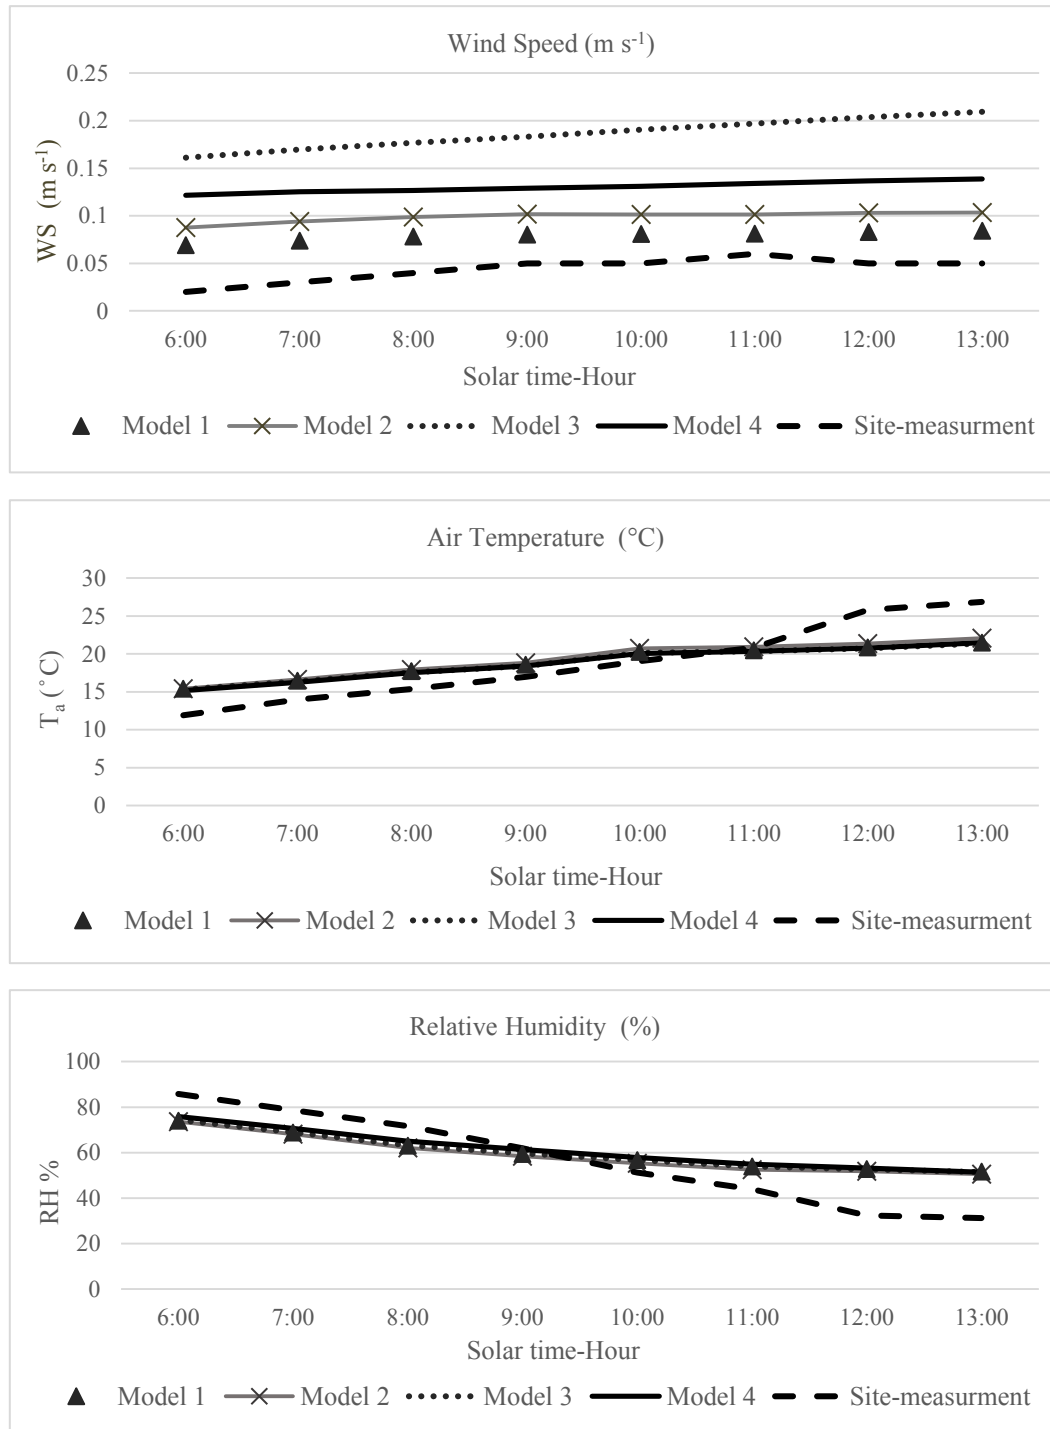 Wind Speed (m s-1)
0.25
0.2
0.15
0.1
0.05
0
WS (m s-1)
6:00 7:00 8:00 9:00 10:00 11:00 12:00 13:00
Solar time-Hour
Model 1 Model 2 Model 3 Model 4 Site-measurment
Air Temperature (°C)
30
25
20
15
10
5
0
Ta (°C)
6:00 7:00 8:00 9:00 10:00 11:00 12:00 13:00
Solar time-Hour
Model 1 Model 2 Model 3 Model 4 Site-measurment
Relative Humidity (%)
100
80
60
40
20
0
RH %
6:00 7:00 8:00 9:00 10:00 11:00 12:00 13:00
Solar time-Hour
Model 1 Model 2 Model 3 Model 4 Site-measurment